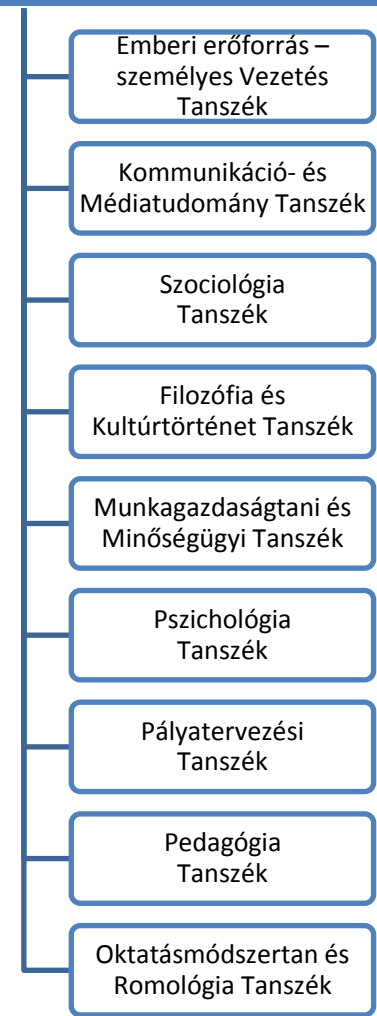 Emberi erőforrás –
személyes Vezetés
Tanszék
Kommunikáció- és
Médiatudomány Tanszék
Szociológia
Tanszék
Filozófia és
Kultúrtörténet Tanszék
Munkagazdaságtani és
Minőségügyi Tanszék
Pszichológia
Tanszék
Pályatervezési
Tanszék
Pedagógia
Tanszék
Oktatásmódszertan és
Romológia Tanszék